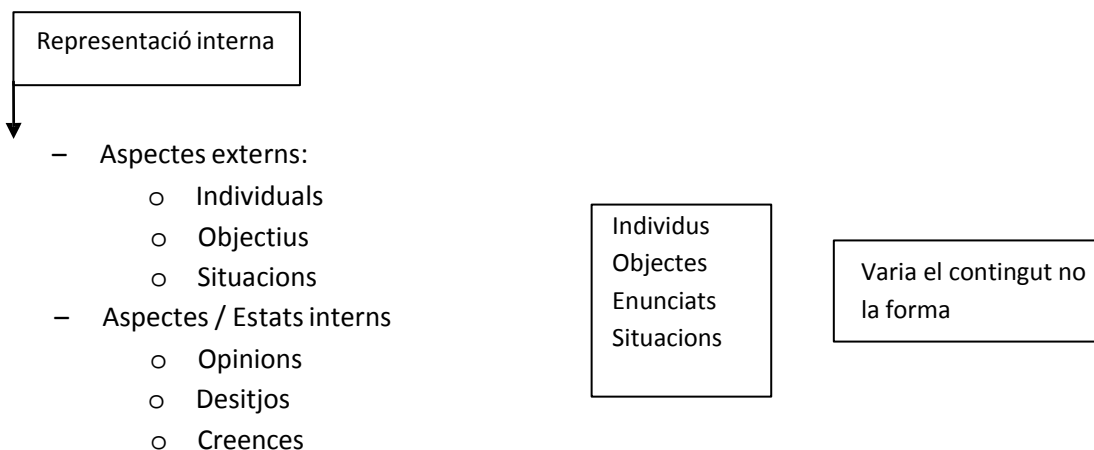 Representació interna
– Aspectes externs:
o Individuals
o Objectius
o Situacions
– Aspectes / Estats interns
o Opinions
o Desitjos
o Creences
Individus
Objectes
Enunciats
Situacions
Varia el contingut no
la forma